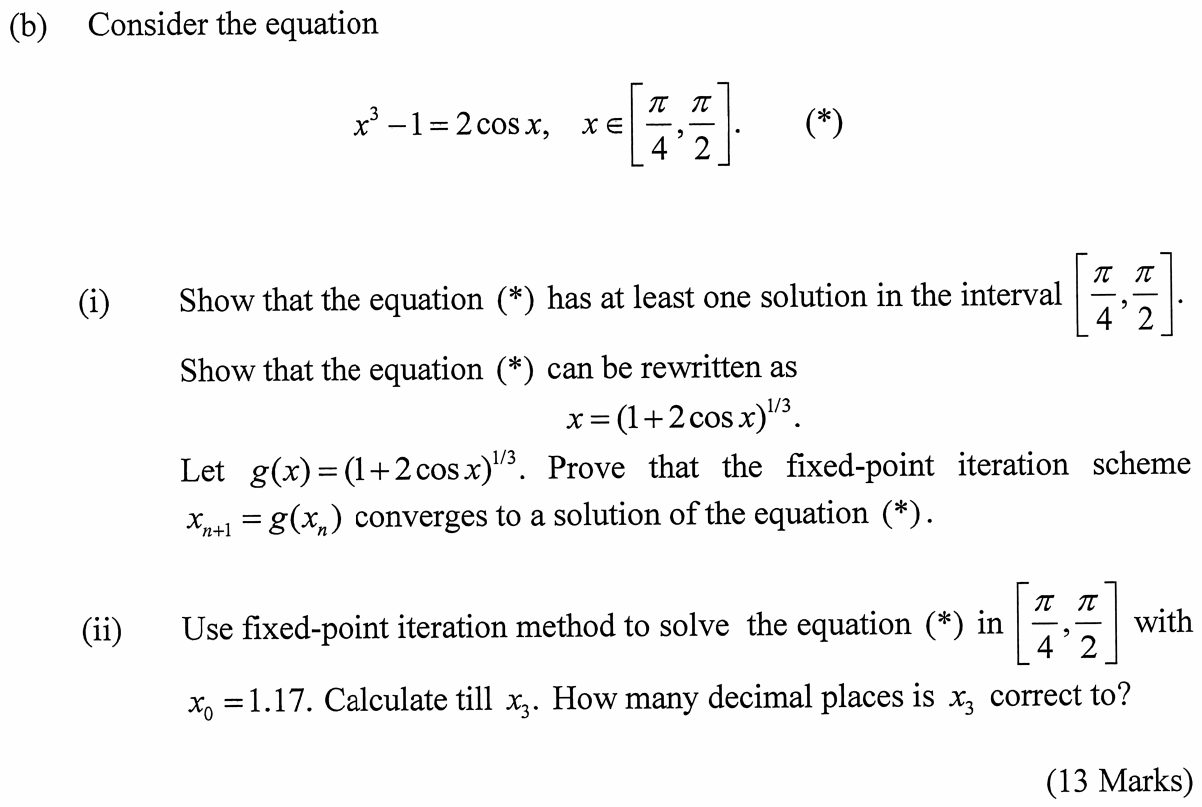 (b) Consider the equation
x³ − 1 = 2 cos x, x ∈ [π/4, π/2]. (*)
(i) Show that the equation (*) has at least one solution in the interval [π/4, π/2].
Show that the equation (*) can be rewritten as
x = (1 + 2 cos x)^{1/3}.
Let g(x) = (1 + 2 cos x)^{1/3}. Prove that the fixed-point iteration scheme
x_{n+1} = g(x_n) converges to a solution of the equation (*).
(ii) Use fixed-point iteration method to solve the equation (*) in [π/4, π/2] with
x₀ = 1.17. Calculate till x₃. How many decimal places is x₃ correct to?
(13 Marks)